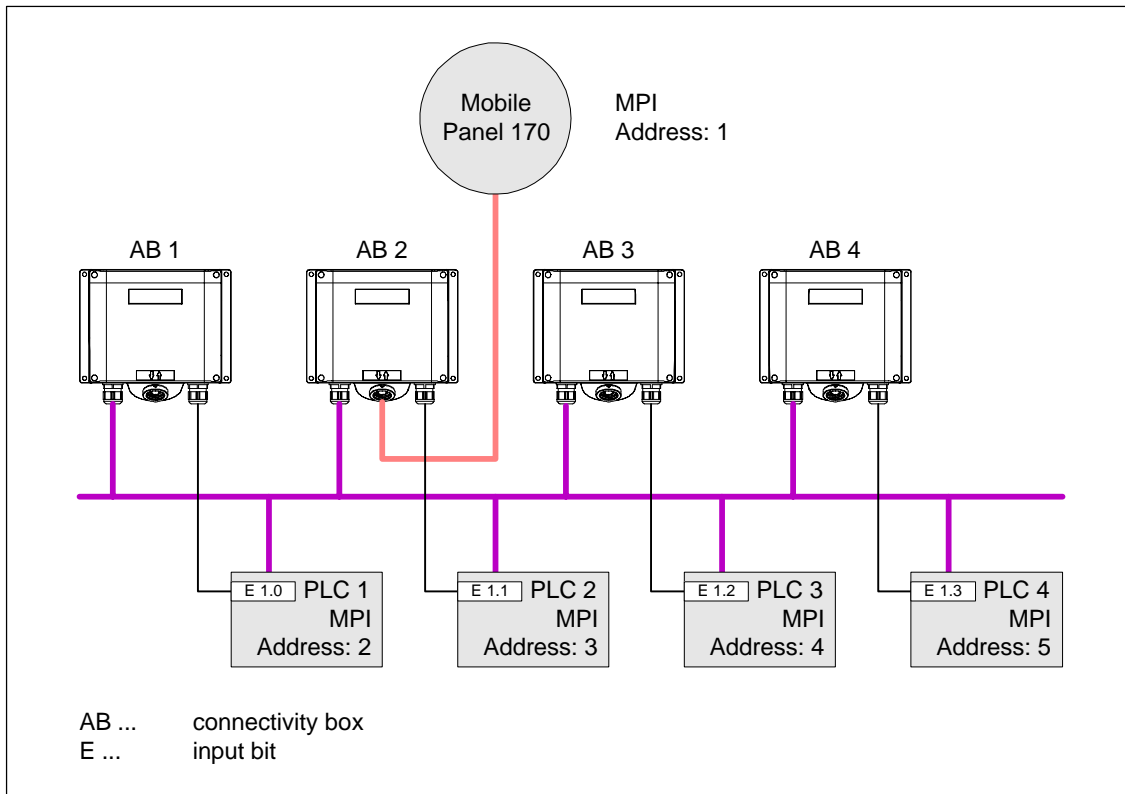 Mobile
Panel 170
MPI
Address: 1
AB 1
AB 2
AB 3
AB 4
E 1.0
PLC 1
MPI
Address: 2
E 1.1
PLC 2
MPI
Address: 3
E 1.2
PLC 3
MPI
Address: 4
E 1.3
PLC 4
MPI
Address: 5
AB ... connectivity box
E ... input bit